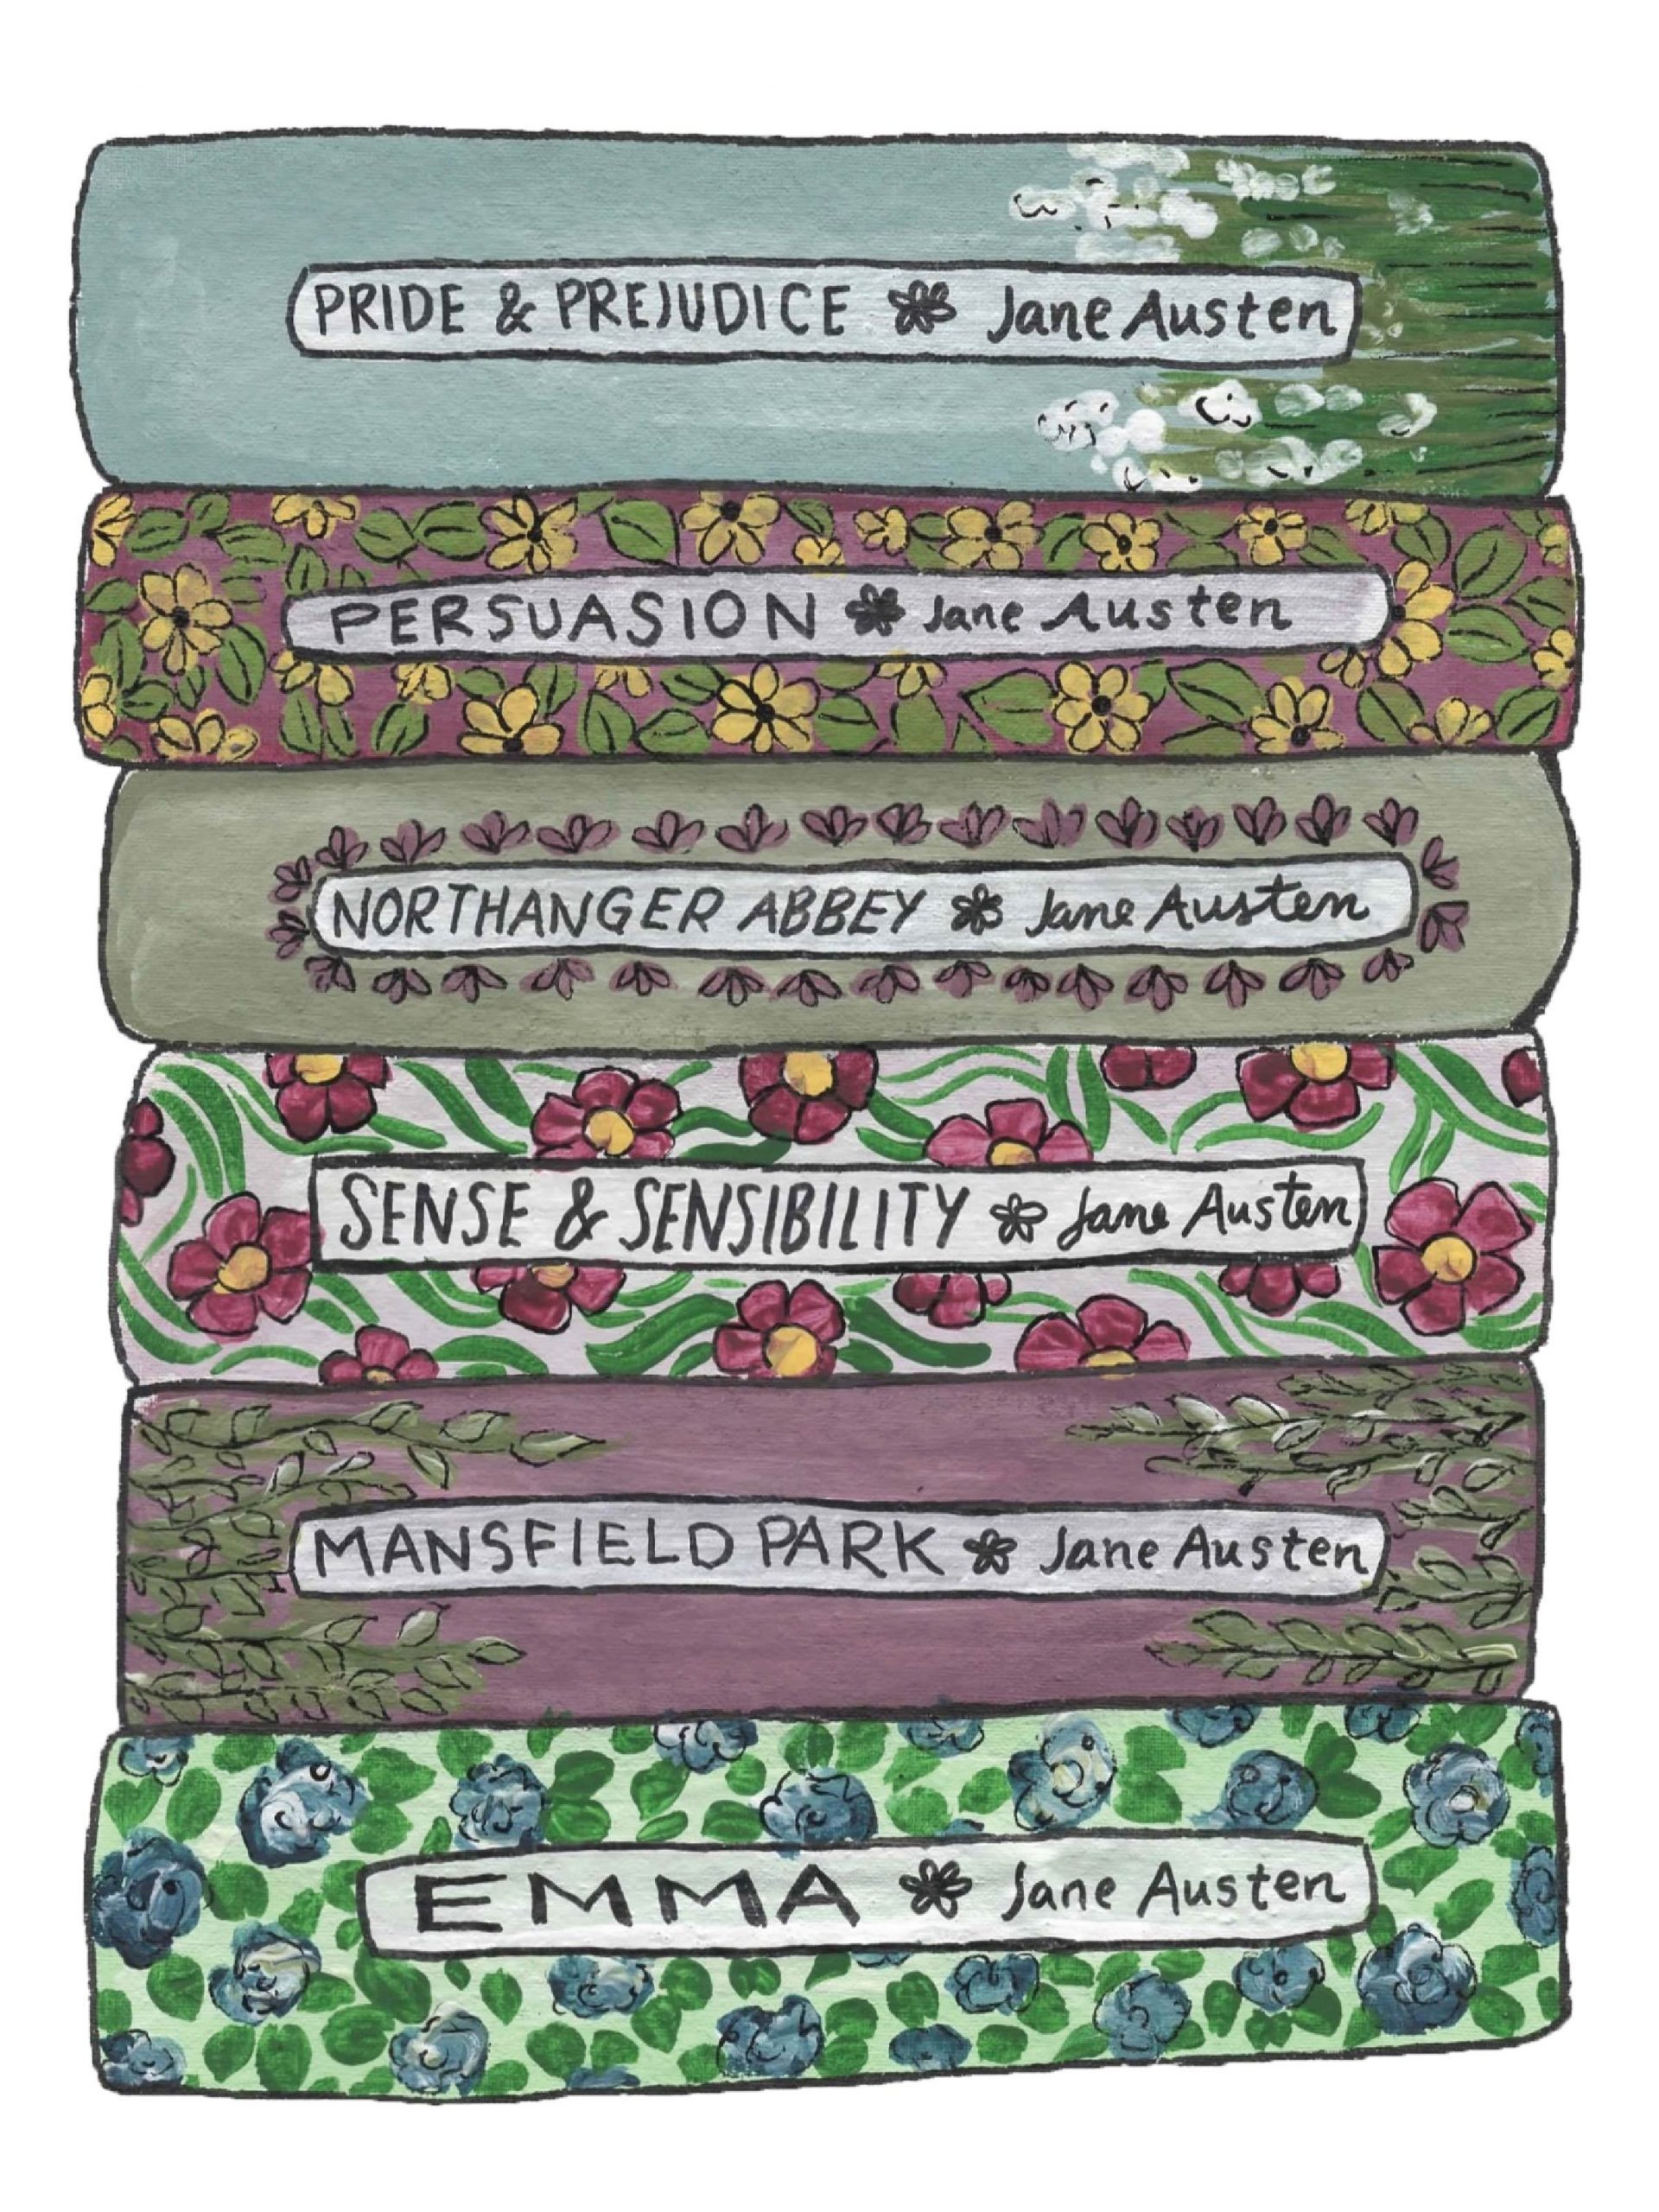 PRIDE & PREJUDICE Jane Austen
PERSUASION Jane Austen
NORTHANGER ABBEY Jane Austen
SENSE & SENSIBILITY Jane Austen
MANSFIELD PARK Jane Austen
EMMA Jane Austen